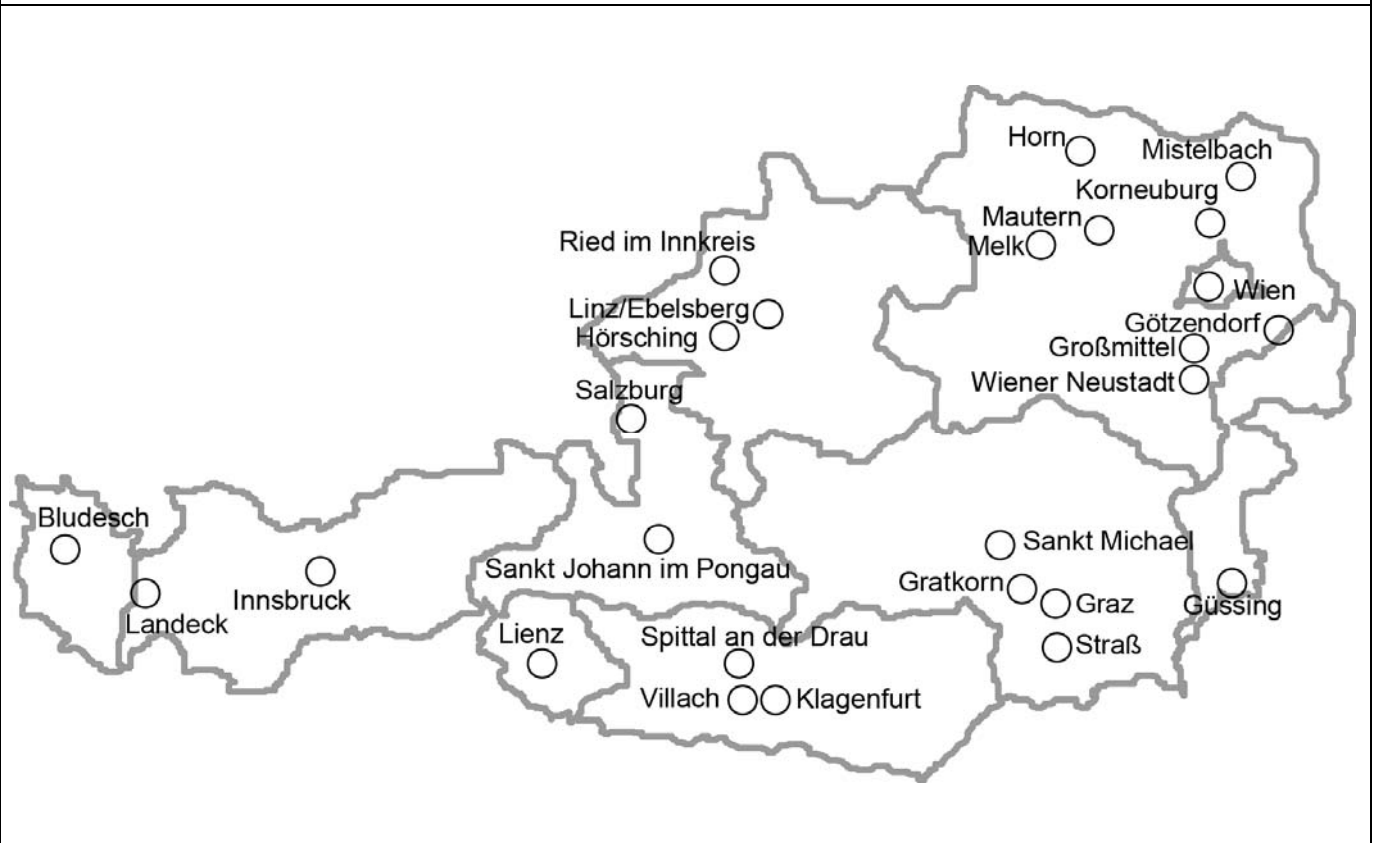 Horn
Mistelbach
Korneuburg
Mautern
Melk
Ried im Innkreis
Wien
Linz/Ebelsberg
Götzendorf
Hörsching
Großmittel
Wiener Neustadt
Salzburg
Bludesch
Sankt Michael
Sankt Johann im Pongau
Gratkorn
Innsbruck
Graz
Güssing
Landeck
Lienz
Spittal an der Drau
Straß
Villach
Klagenfurt